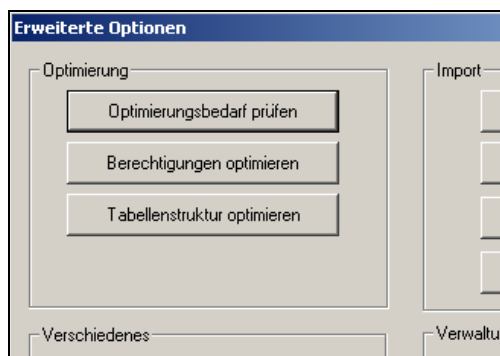 Erweiterte Optionen
Optimierung
Optimierungsbedarf prüfen
Berechtigungen optimieren
Tabellenstruktur optimieren
Import
Verschiedenes